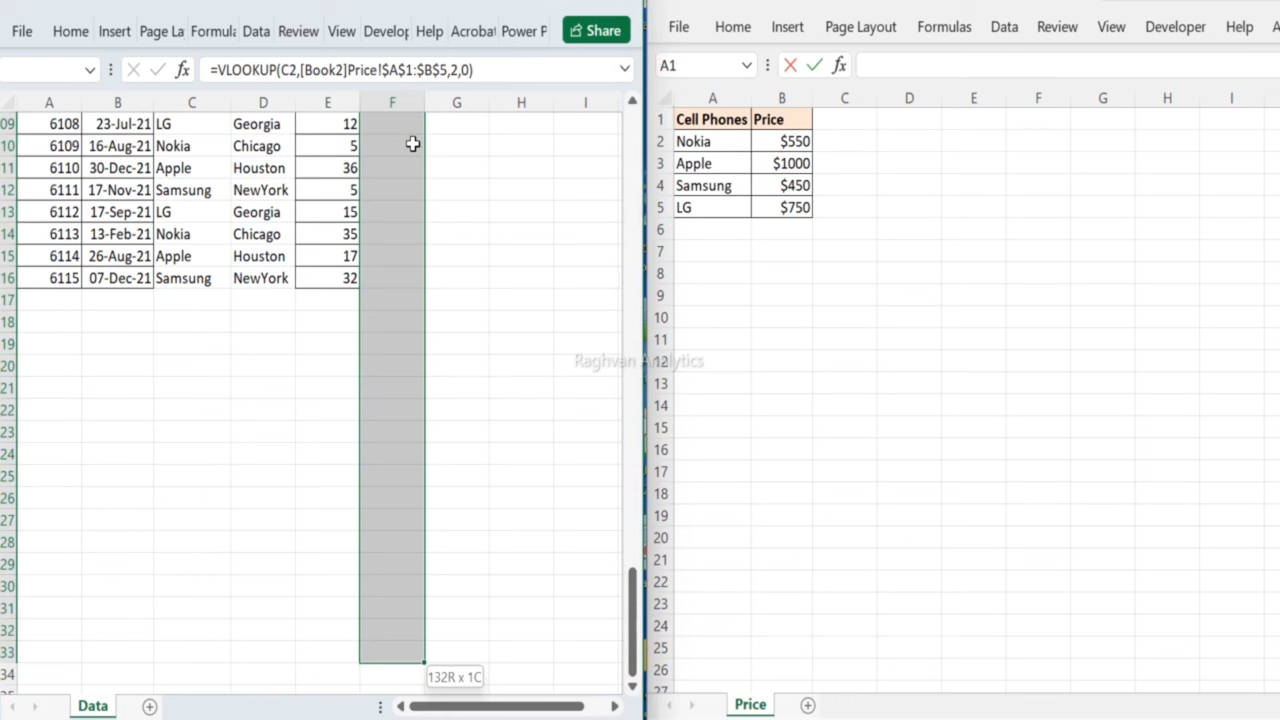 File Home Insert Page La Formula Data Review View Develop Help Acrobat Power P Share
=VLOOKUP(C2,[Book2]Price!$A$1:$B$5,2,0)
A B C D E F G H I
09 6108 23-Jul-21 LG Georgia 12
10 6109 16-Aug-21 Nokia Chicago 5
11 6110 30-Dec-21 Apple Houston 36
12 6111 17-Nov-21 Samsung NewYork 5
13 6112 17-Sep-21 LG Georgia 15
14 6113 13-Feb-21 Nokia Chicago 35
15 6114 26-Aug-21 Apple Houston 17
16 6115 07-Dec-21 Samsung NewYork 32
17
18
19
20
21
22
23
24
25
26
27
28
29
30
31
32
33
34
132R x 1C
Data
File Home Insert Page Layout Formulas Data Review View Developer Help A
A1
A B C D E F G H I
1 Cell Phones Price
2 Nokia $550
3 Apple $1000
4 Samsung $450
5 LG $750
6
7
8
9
10
11
12
13
14
15
16
17
18
19
20
21
22
23
24
25
26
27
Price
Raghvan Analytics